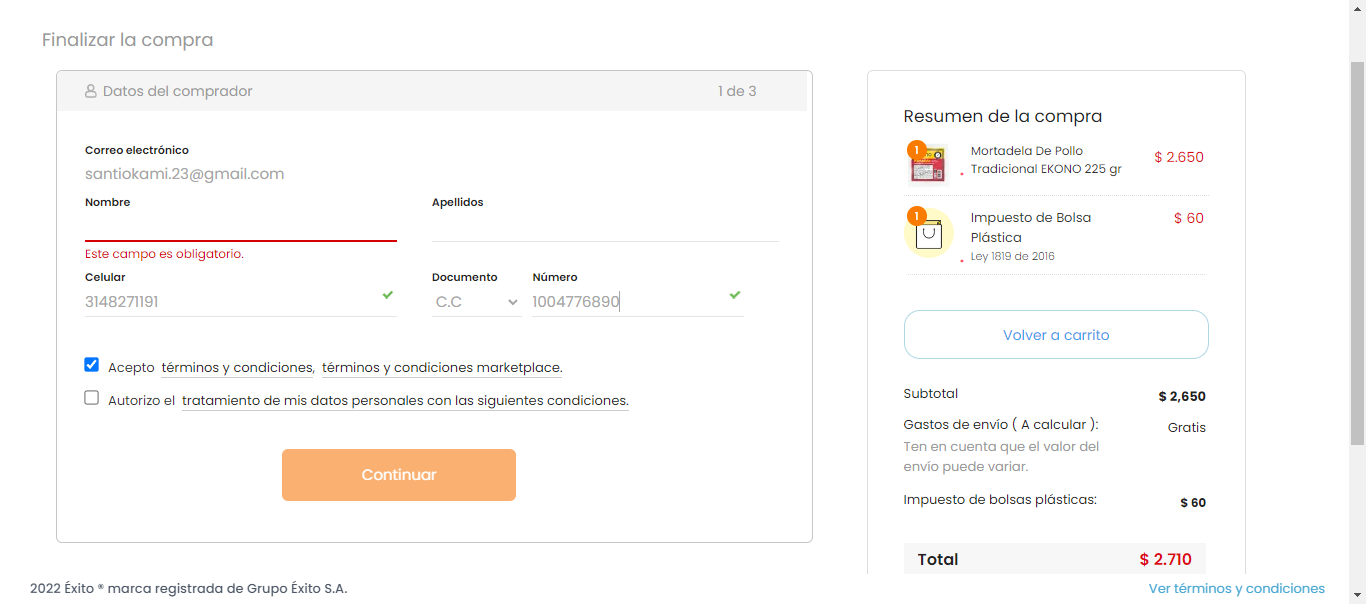 Finalizar la compra
Datos del comprador
1 de 3
Correo electrónico
santiokami.23@gmail.com
Nombre
Apellidos
Este campo es obligatorio.
Celular
Documento
Número
3148271191
C.C
1004776890
Acepto términos y condiciones, términos y condiciones marketplace.
Autorizo el tratamiento de mis datos personales con las siguientes condiciones.
Continuar
Resumen de la compra
1
Mortadela De Pollo
Tradicional EKONO 225 gr
$ 2.650
1
Impuesto de Bolsa
Plástica
Ley 1819 de 2016
$ 60
Volver a carrito
Subtotal
$ 2,650
Gastos de envío ( A calcular ):
Gratis
Ten en cuenta que el valor del
envío puede variar.
Impuesto de bolsas plásticas:
$ 60
Total
$ 2.710
2022 Éxito ® marca registrada de Grupo Éxito S.A.
Ver términos y condiciones